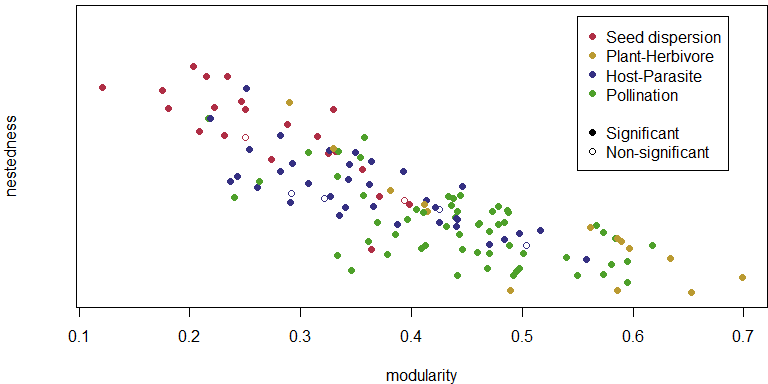 Seed dispersion
Plant-Herbivore
Host-Parasite
Pollination
Significant
Non-significant
nestedness
0.1 0.2 0.3 0.4 0.5 0.6 0.7
modularity